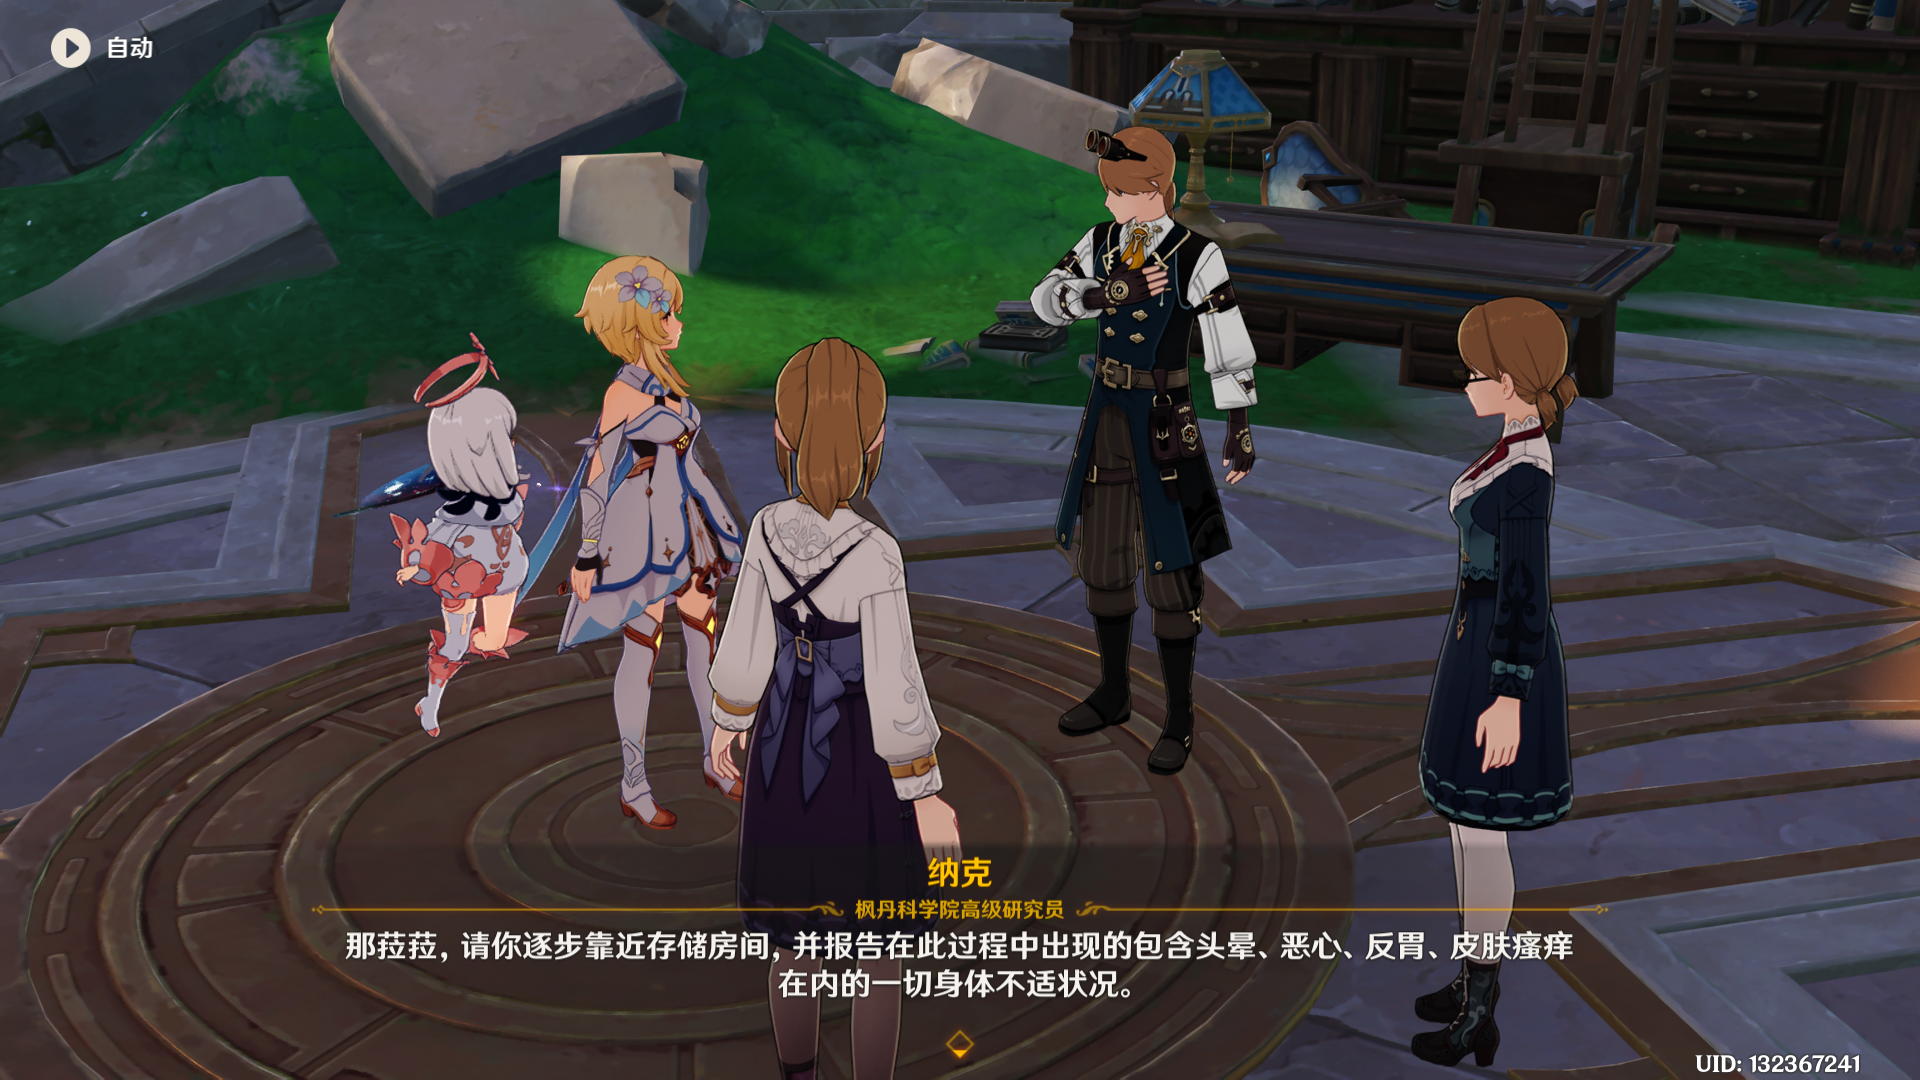 自动
纳克
枫丹科学院高级研究员
那菈菈，请你逐步靠近存储房间，并报告在此过程中出现的包含头晕、恶心、反胃、皮肤瘙痒
在内的一切身体不适状况。
UID: 132367241